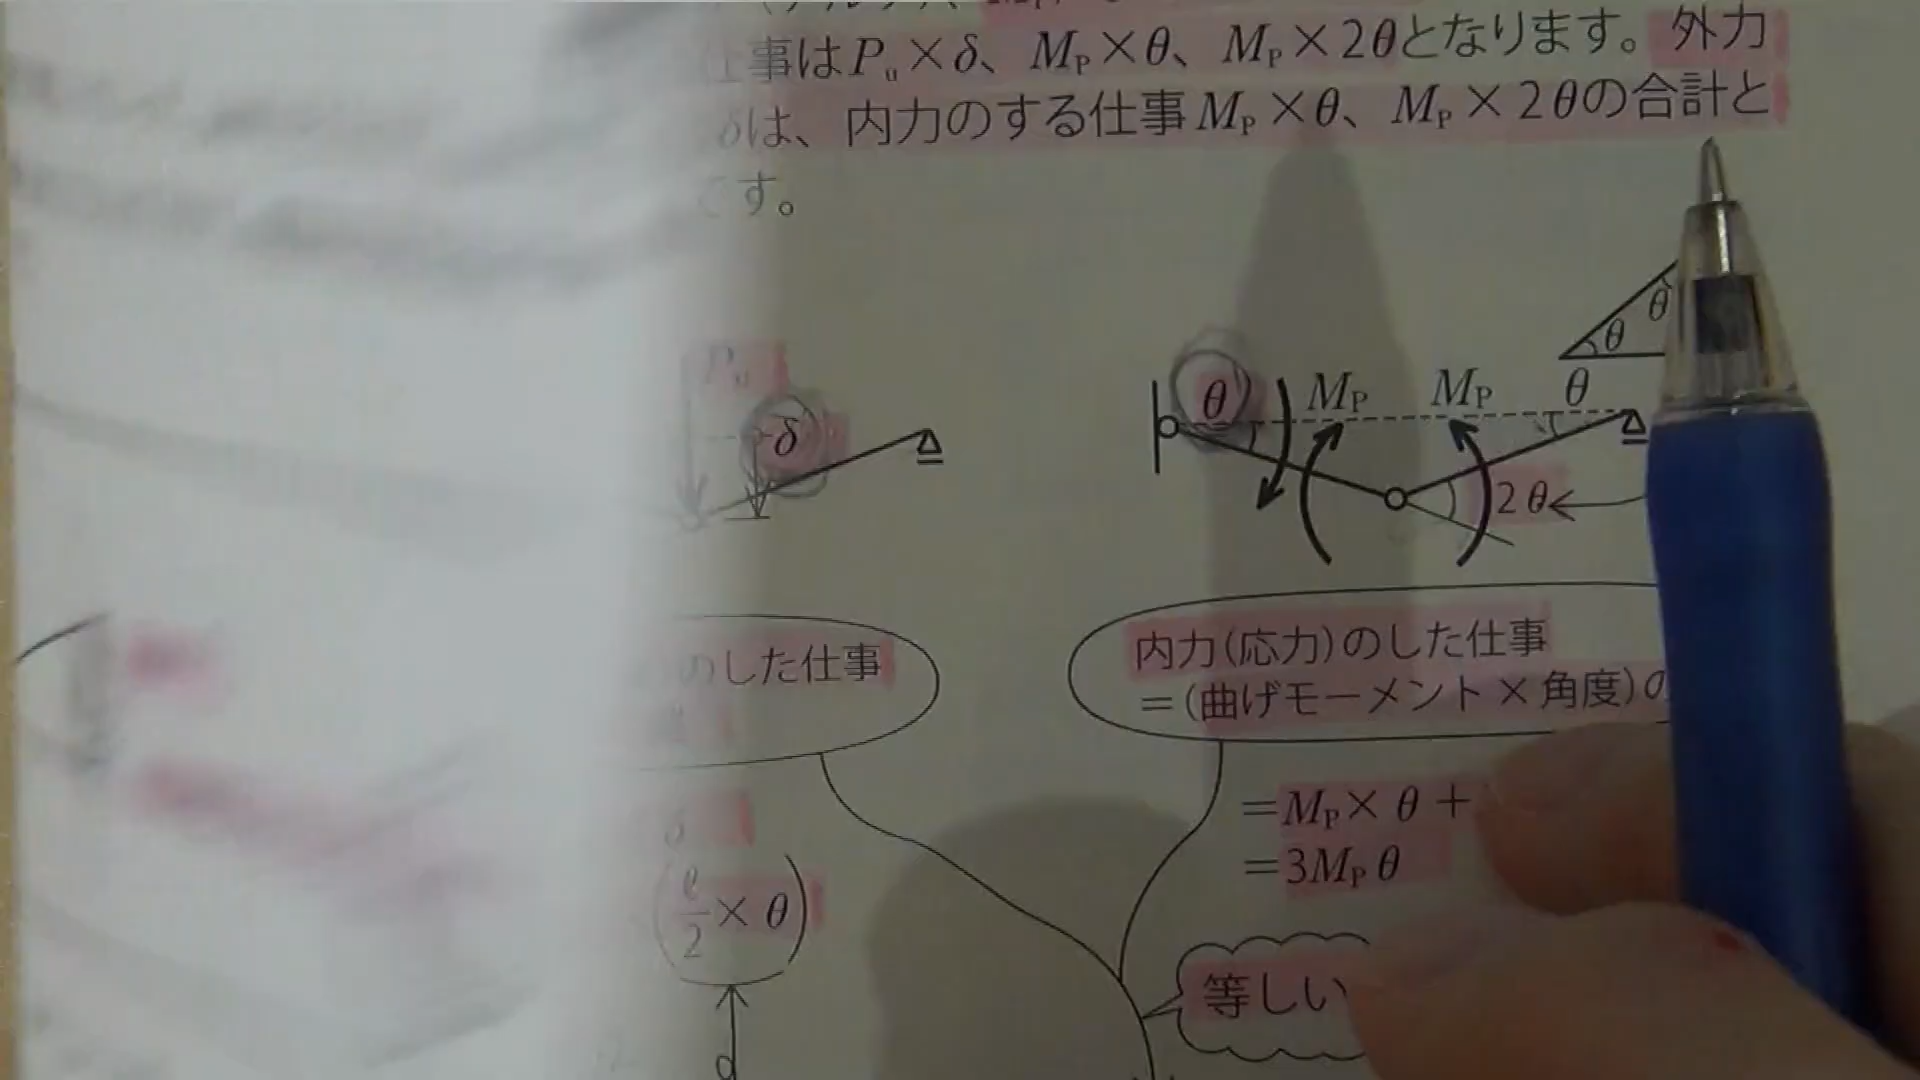 事はPu×δ、MP×θ、MP×2θとなります。外力
δは、内力のする仕事MP×θ、MP×2θの合計と
です。
θ
θ
Pu
δ
θ MP MP θ
2θ
のした仕事
内力(応力)のした仕事
=(曲げモーメント×角度)の
=MP×θ+
=3MPθ
(ℓ/2×θ)
等しい